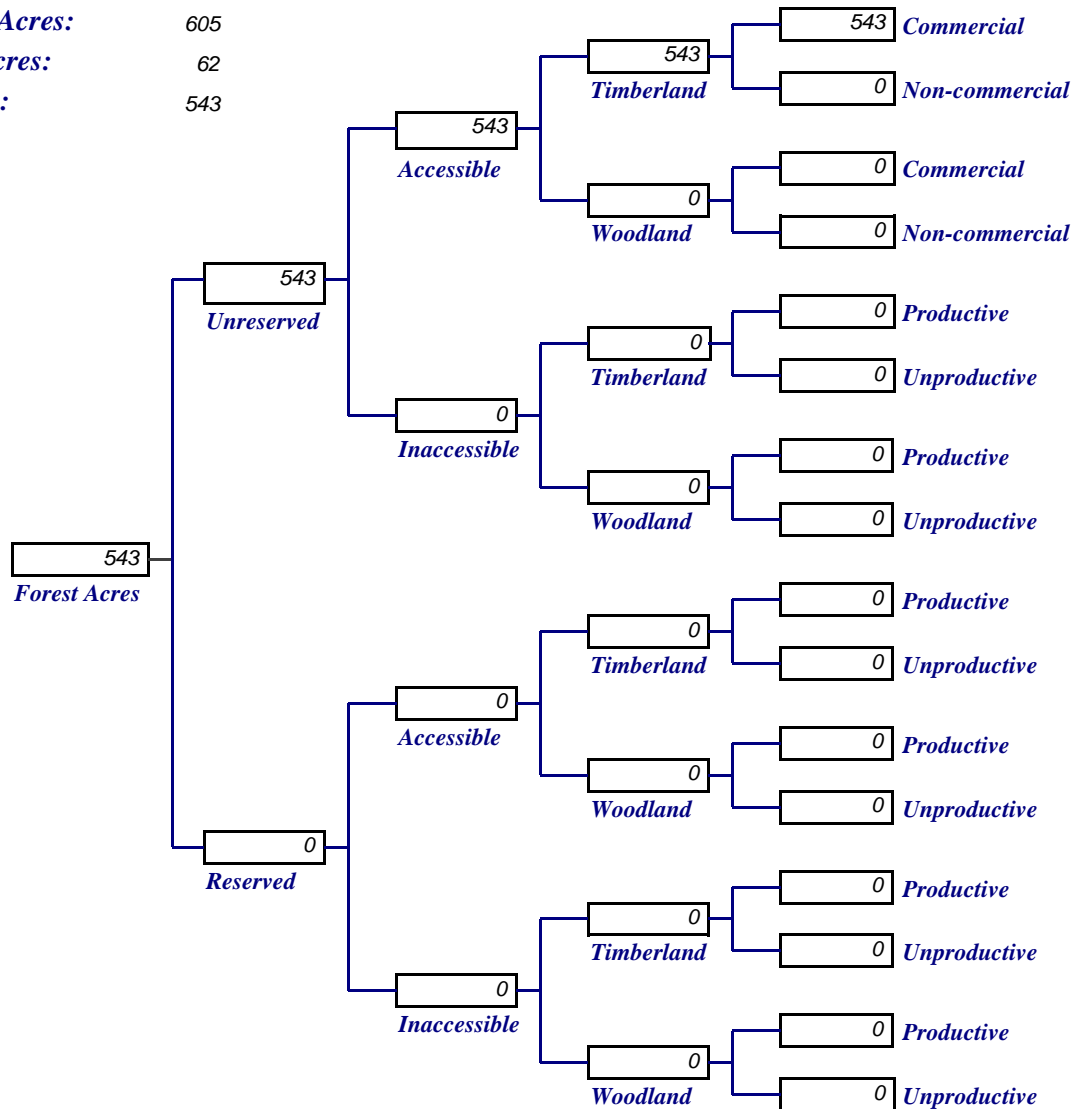 Acres: 605
cres: 62
: 543
543 Commercial
543
Timberland
0 Non-commercial
543
Accessible
0 Commercial
0
Woodland
0 Non-commercial
543
Unreserved
0 Productive
0
Timberland
0 Unproductive
0
Inaccessible
0 Productive
0
Woodland
0 Unproductive
543
Forest Acres
0 Productive
0
Timberland
0 Unproductive
0
Accessible
0 Productive
0
Woodland
0 Unproductive
0
Reserved
0 Productive
0
Timberland
0 Unproductive
0
Inaccessible
0 Productive
0
Woodland
0 Unproductive